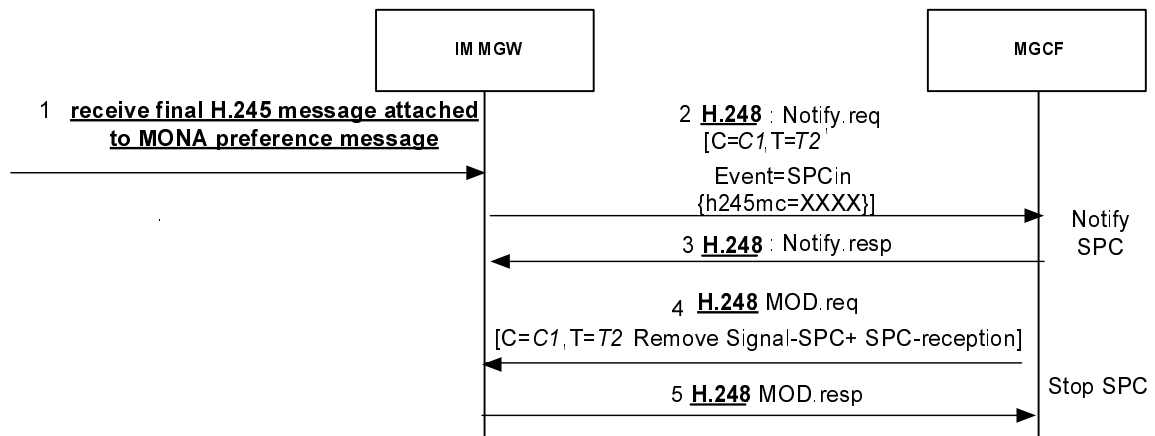 IM MGW
MGCF
1 receive final H.245 message attached
to MONA preference message
2 H.248 : Notify.req
[C=C1,T=T2 ,
Event=SPCin
{h245mc=XXXX}]
Notify
SPC
3 H.248 : Notify.resp
4 H.248 MOD.req
[C=C1,T=T2 Remove Signal-SPC+ SPC-reception]
Stop SPC
5 H.248 MOD.resp